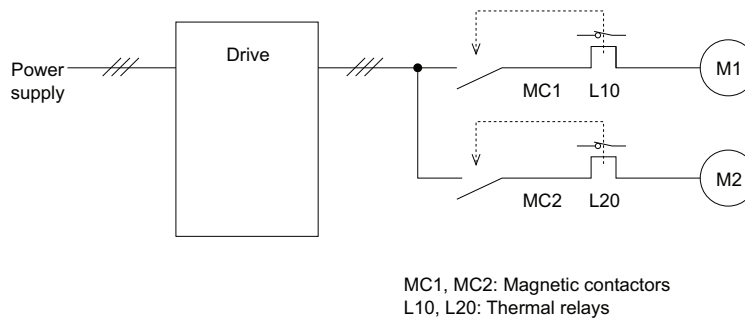 Power
supply
Drive
MC1 L10
M1
MC2 L20
M2
MC1, MC2: Magnetic contactors
L10, L20: Thermal relays